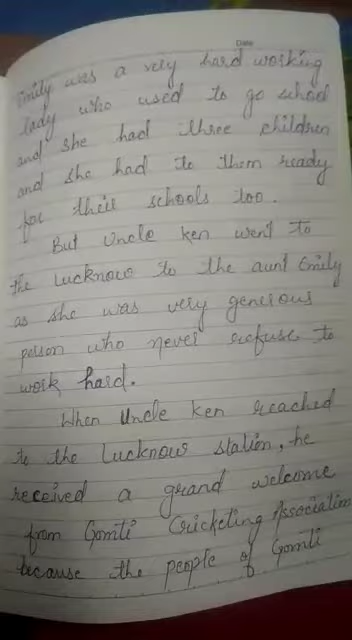 Date
Emily was a very hard working
lady who used to go school
and she had three children
and she had to them ready
for their schools too.
But Uncle Ken went to
the Lucknow to the aunt Emily
as she was very generous
person who never refuse to
work hard.
When Uncle Ken reached
to the Lucknow station, he
received a grand welcome
from Gomti Cricketing Association
because the people of Gomti